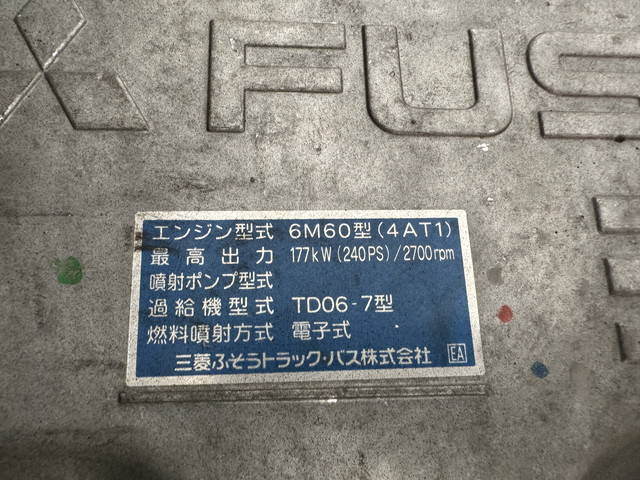 FUS
エンジン型式 6M60型(4AT1)
最高出力 177kW(240PS)/2700rpm
噴射ポンプ型式
過給機型式 TD06-7型
燃料噴射方式 電子式
三菱ふそうトラック・バス株式会社 EA